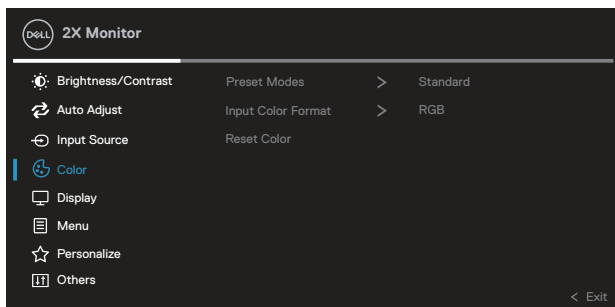 DELL 2X Monitor
Brightness/Contrast Preset Modes > Standard
Auto Adjust Input Color Format > RGB
Input Source Reset Color
Color
Display
Menu
Personalize
Others
< Exit